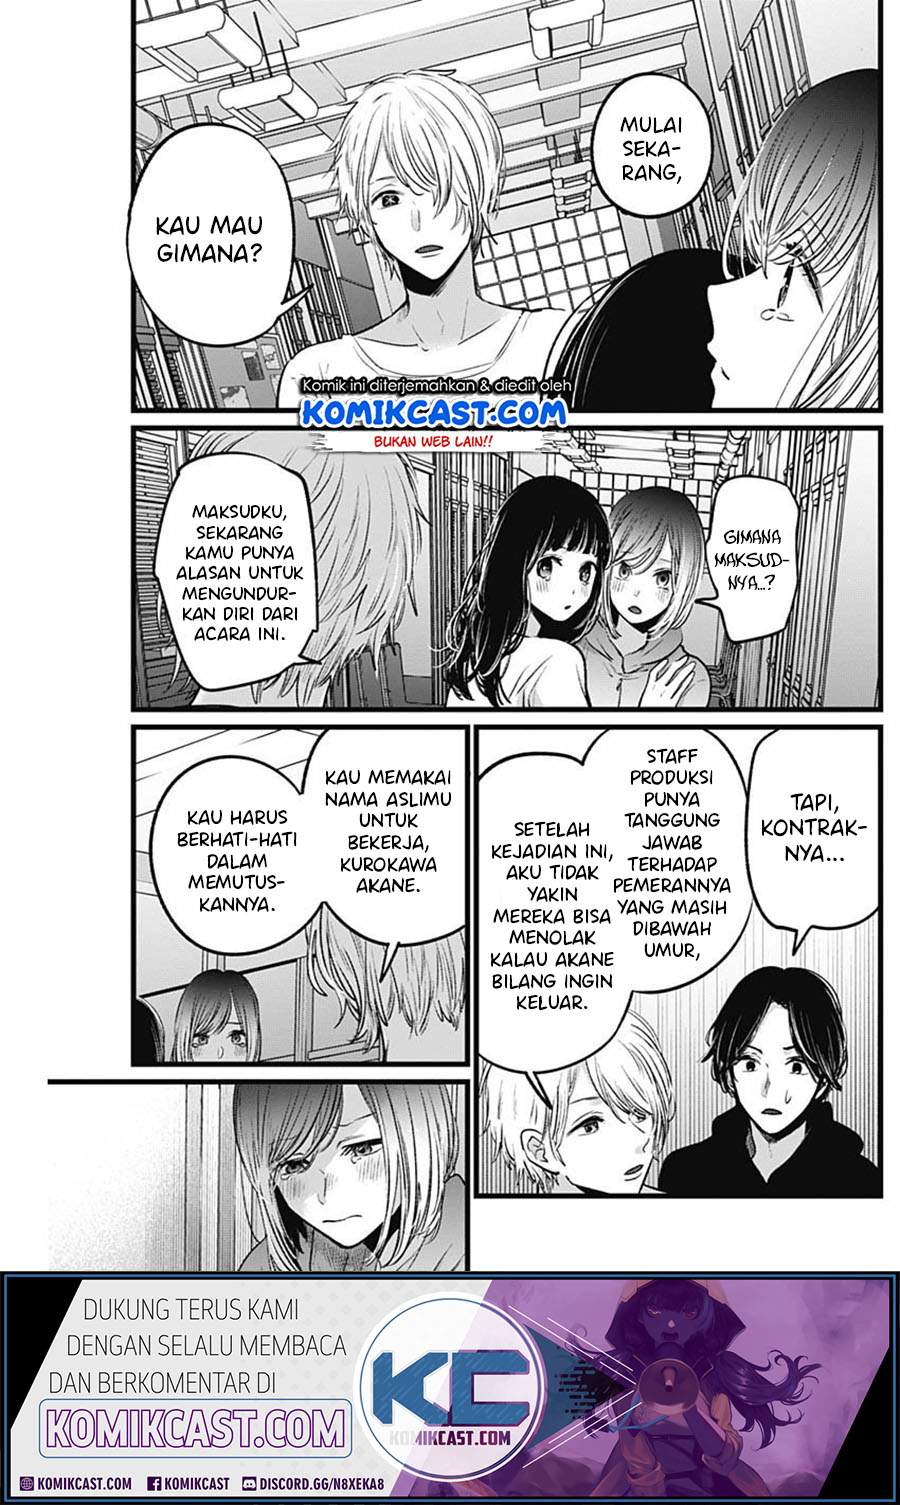 MULAI
SEKA-
RANG,
KAU MAU
GIMANA?
Komik ini diterjemahkan & diedit oleh
KOMIKCAST.COM
BUKAN WEB LAIN!!
GIMANA
MAKSUD-
NYA...?
MAKSUDKU,
SEKARANG
KAMU PUNYA
ALASAN UNTUK
MENGUNDUR-
KAN DIRI DARI
ACARA INI.
TAPI,
KONTRAK-
NYA...
STAFF
PRODUKSI
PUNYA
TANGGUNG
JAWAB
TERHADAP
PEMERANNYA
YANG MASIH
DIBAWAH
UMUR,
SETELAH
KEJADIAN INI,
AKU TIDAK
YAKIN
MEREKA BISA
MENOLAK
KALAU AKANE
BILANG INGIN
KELUAR.
KAU MEMAKAI
NAMA ASLIMU
UNTUK
BEKERJA,
KUROKAWA
AKANE.
KAU HARUS
BERHATI-HATI
DALAM
MEMUTUS-
KANNYA.
DUKUNG TERUS KAMI
DENGAN SELALU MEMBACA
DAN BERKOMENTAR DI
KOMIKCAST.COM
KC
KOMIKCAST.COM
KOMIKCAST.COM
KOMIKCAST
DISCORD.GG/N8XEKA8